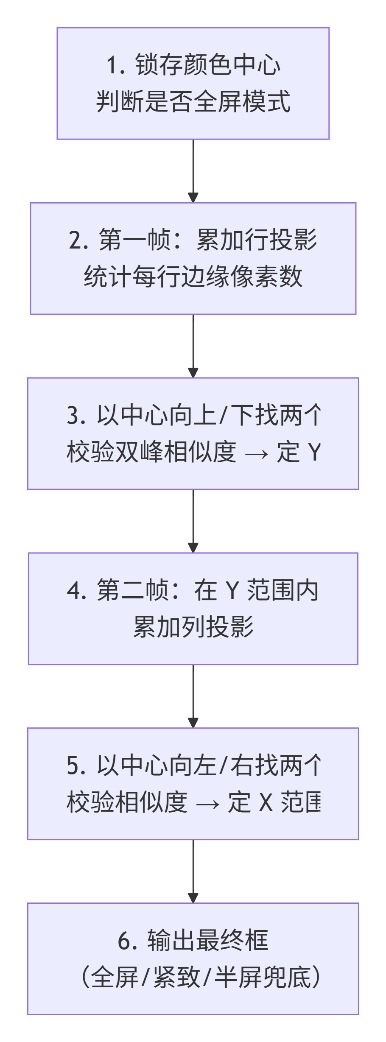 1. 锁存颜色中心
判断是否全屏模式
2. 第一帧：累加行投影
统计每行边缘像素数
3. 以中心向上/下找两个
校验双峰相似度 → 定 Y
4. 第二帧：在 Y 范围内
累加列投影
5. 以中心向左/右找两个
校验相似度 → 定 X 范围
6. 输出最终框
（全屏/紧致/半屏兜底）